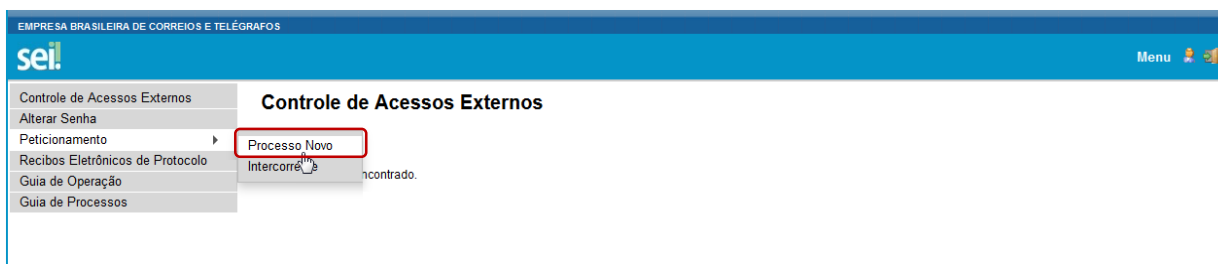 EMPRESA BRASILEIRA DE CORREIOS E TELÉGRAFOS
sei!
Menu
Controle de Acessos Externos
Alterar Senha
Peticionamento
Recibos Eletrônicos de Protocolo
Guia de Operação
Guia de Processos
Controle de Acessos Externos
Processo Novo
ncontrado.